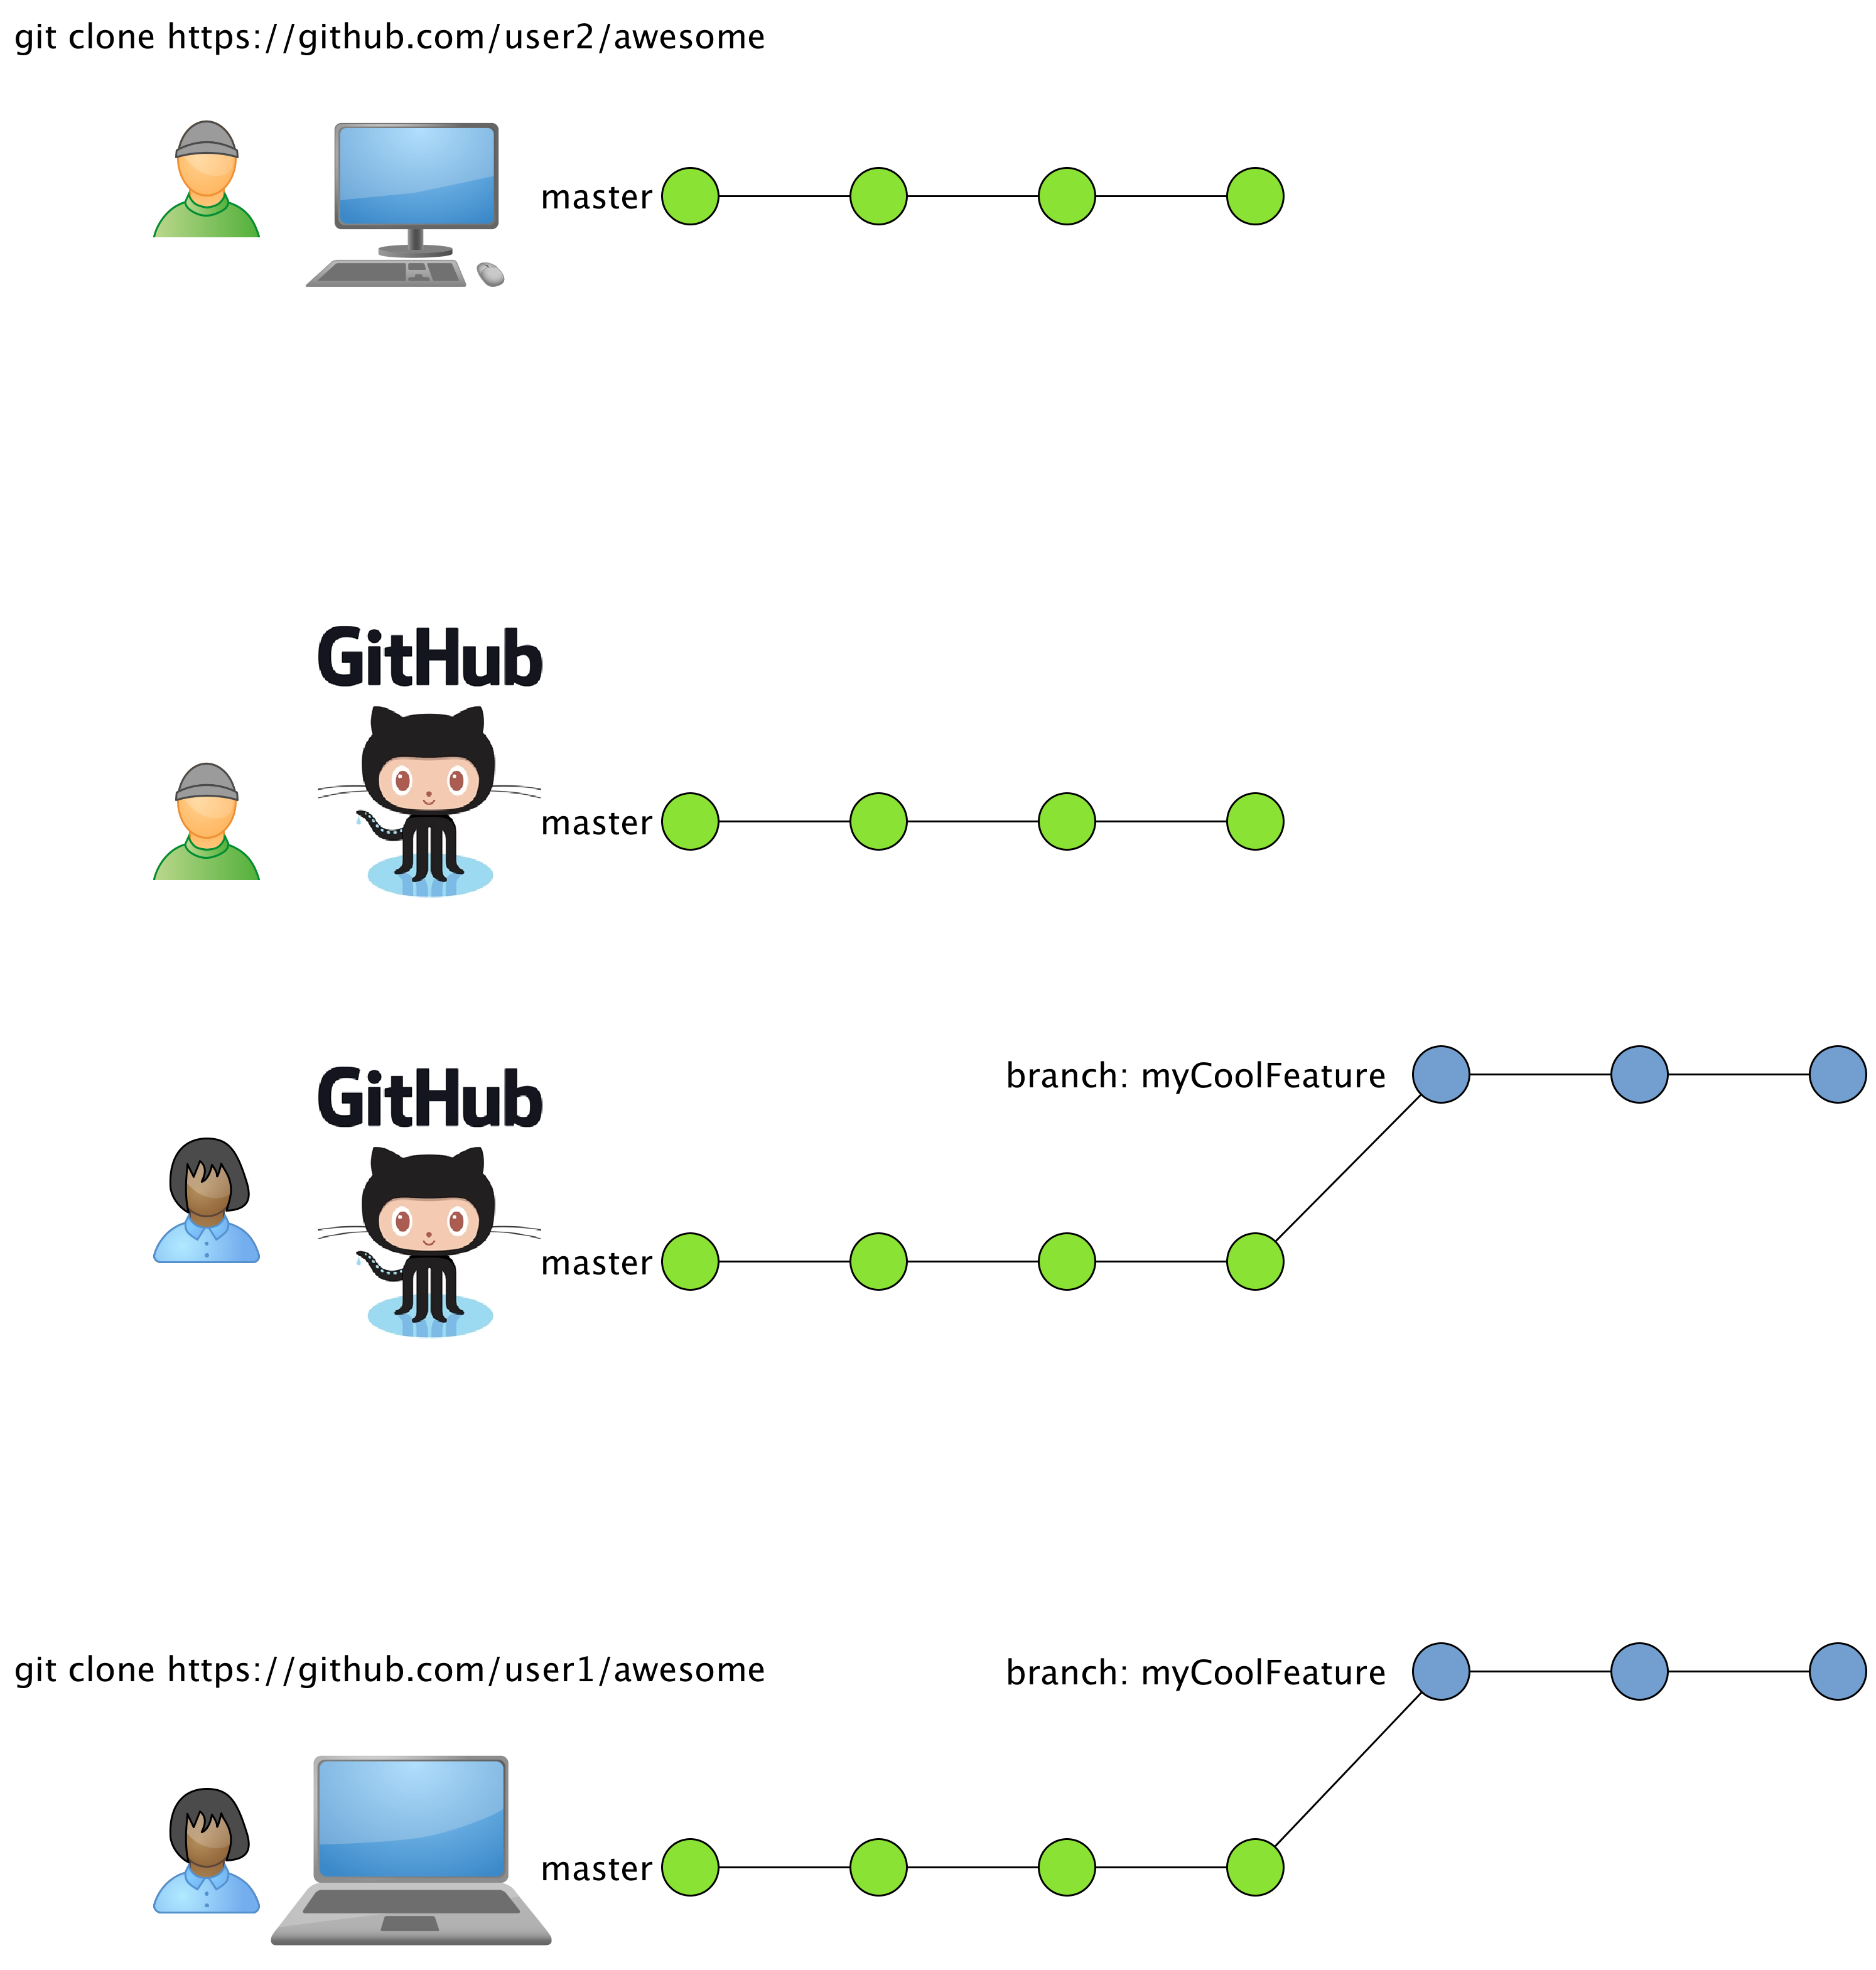 git clone https://github.com/user2/awesome
master
GitHub
master
GitHub
branch: myCoolFeature
master
git clone https://github.com/user1/awesome
branch: myCoolFeature
master